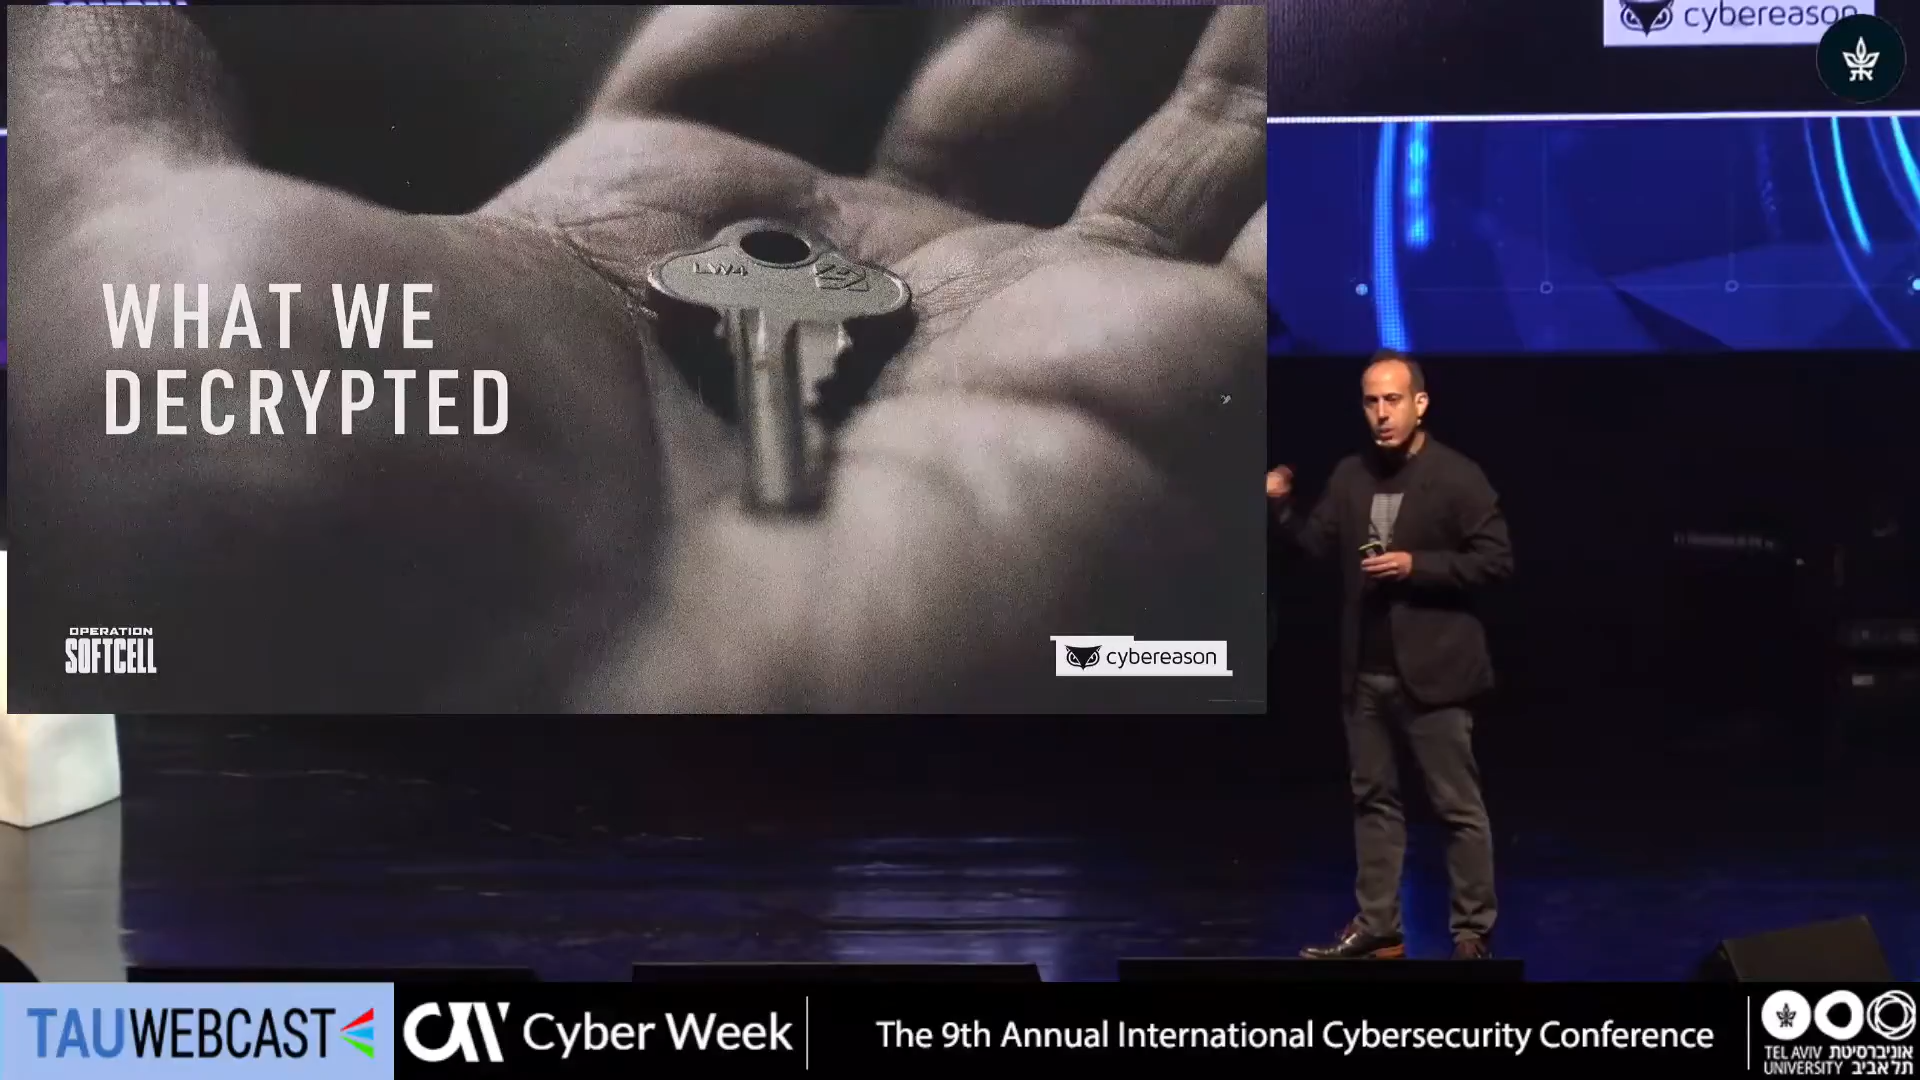 cybereason
LW4
WHAT WE
DECRYPTED
OPERATION
SOFTCELL
cybereason
TAUWEBCAST
Cyber Week
The 9th Annual International Cybersecurity Conference
TEL AVIV אוניברסיטת
UNIVERSITY תל אביב